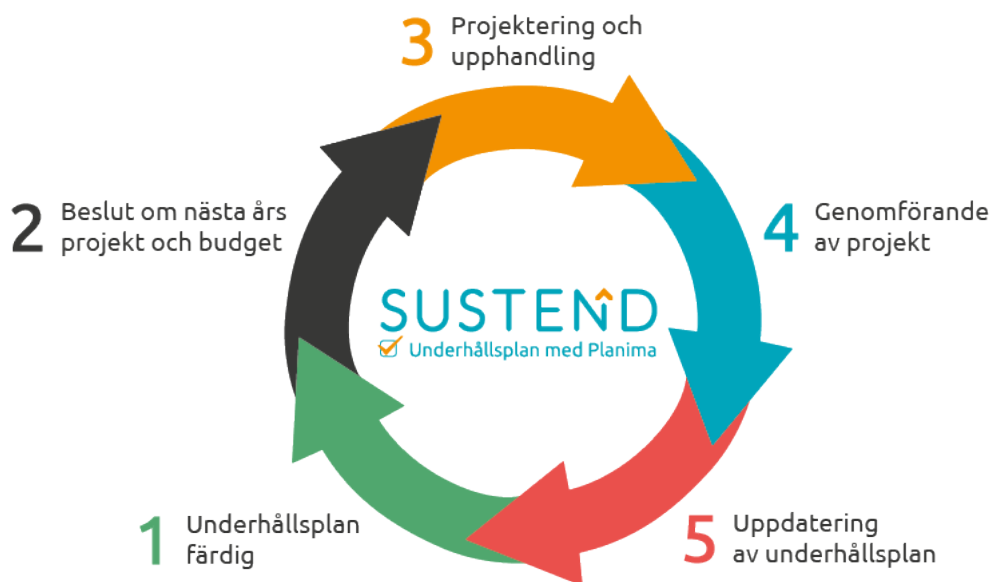 3 Projektering och
upphandling
2 Beslut om nästa års
projekt och budget
4 Genomförande
av projekt
SUSTEND
Underhållsplan med Planima
1 Underhållsplan
färdig
5 Uppdatering
av underhållsplan